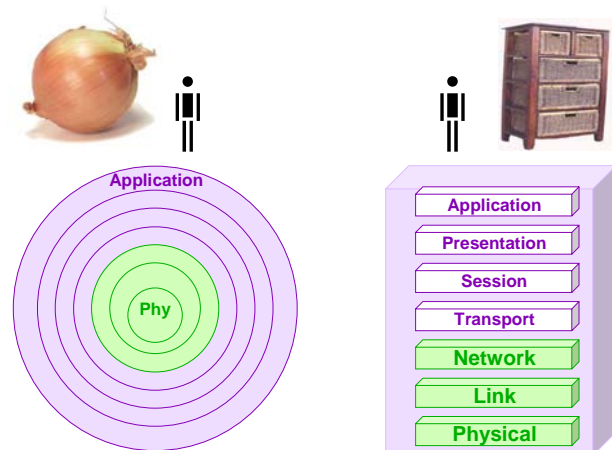 Application
Phy
Application
Presentation
Session
Transport
Network
Link
Physical